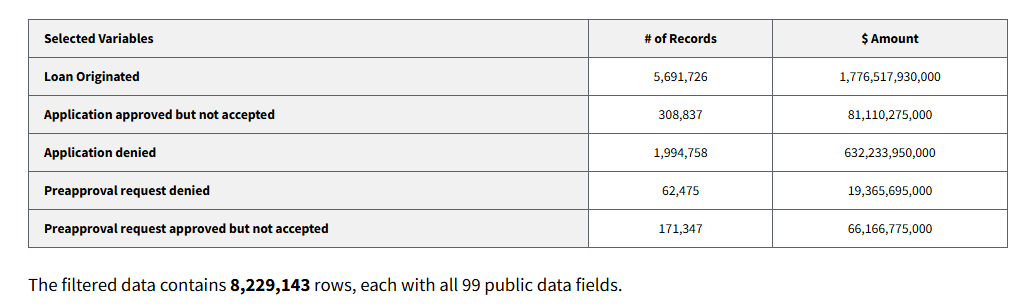 Selected Variables # of Records $ Amount
Loan Originated 5,691,726 1,776,517,930,000
Application approved but not accepted 308,837 81,110,275,000
Application denied 1,994,758 632,233,950,000
Preapproval request denied 62,475 19,365,695,000
Preapproval request approved but not accepted 171,347 66,166,775,000
The filtered data contains 8,229,143 rows, each with all 99 public data fields.